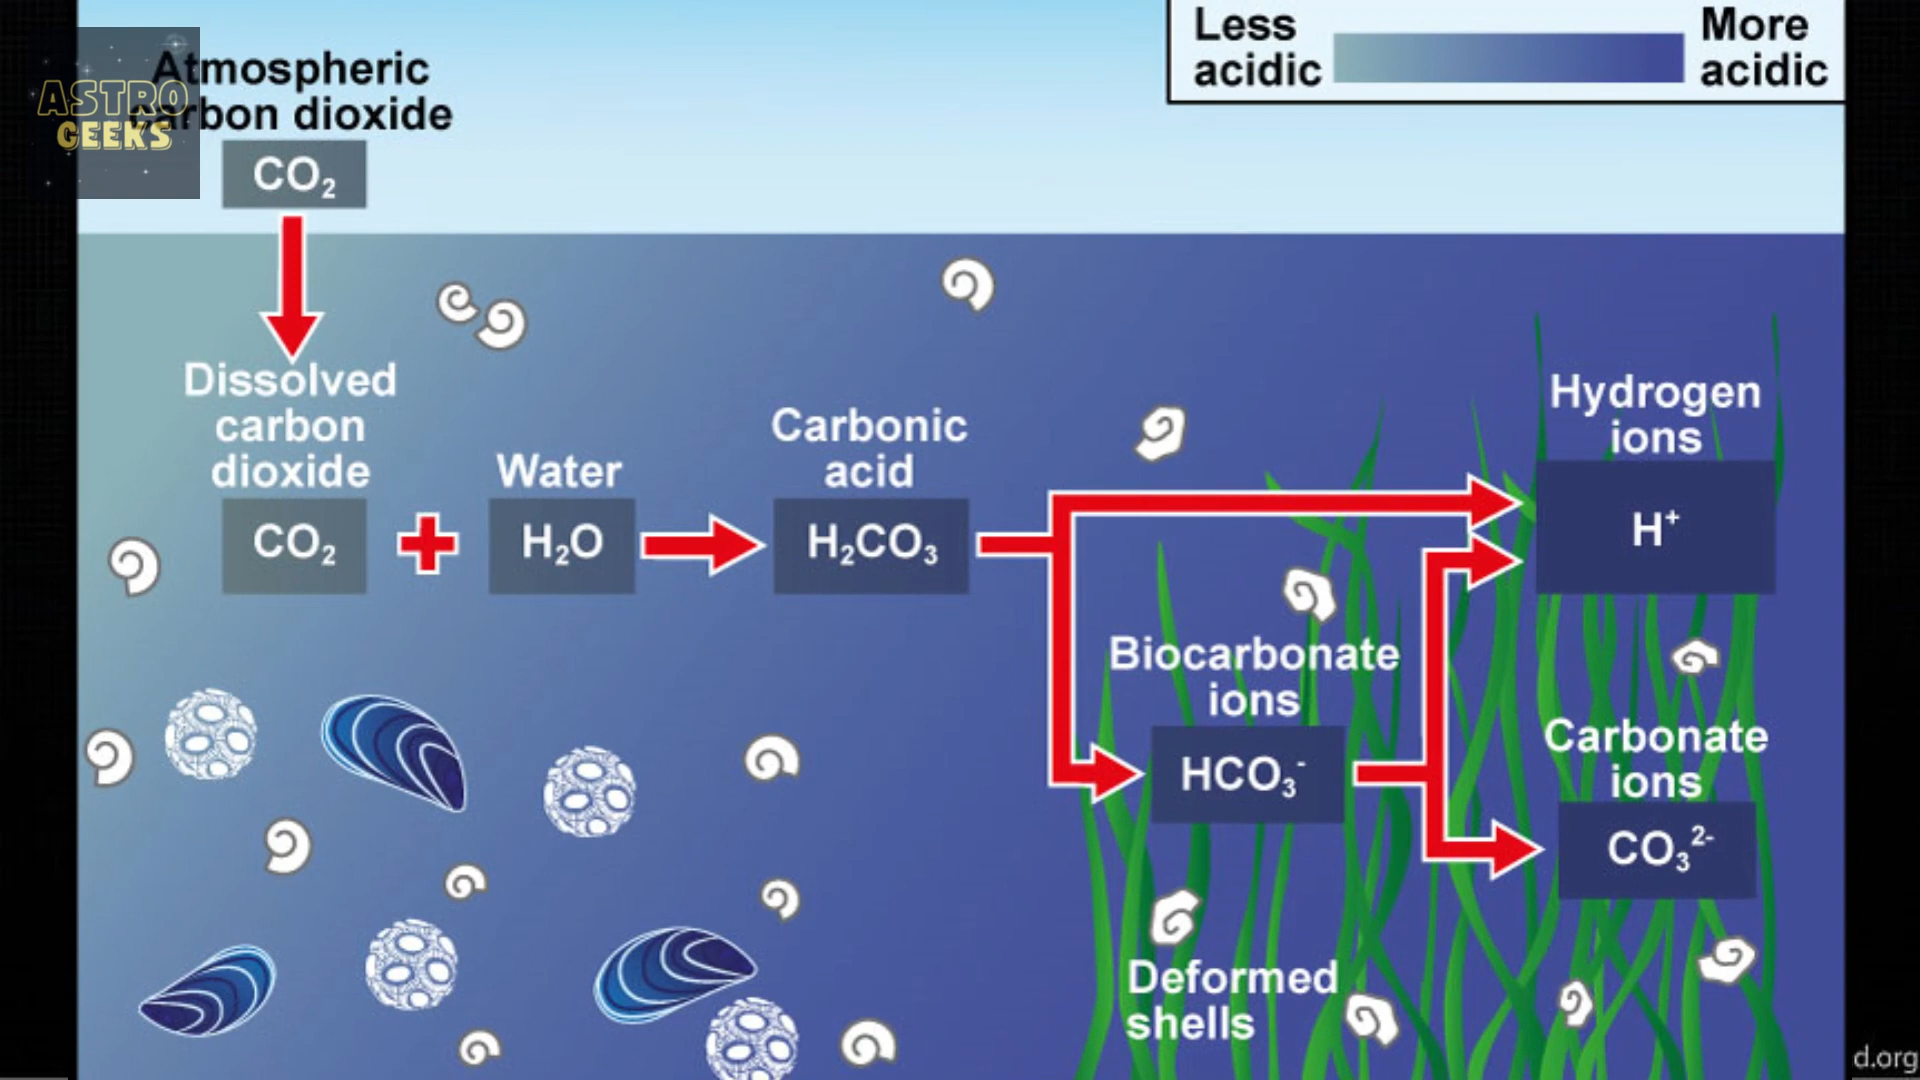 Less
acidic
More
acidic
Atmospheric
carbon dioxide
ASTRO
GEEKS
CO₂
Dissolved
carbon
dioxide
CO₂
+
Water
H₂O
Carbonic
acid
H₂CO₃
Hydrogen
ions
H⁺
Biocarbonate
ions
HCO₃⁻
Carbonate
ions
CO₃²⁻
Deformed
shells
d.org